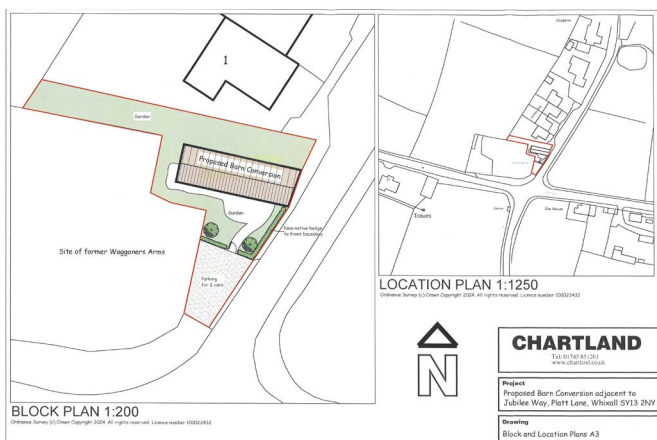 1
Garden
Proposed Barn Conversion
Garden
New native hedge
to front boundary
Site of former Waggoners Arms
Parking
for 2 cars
BLOCK PLAN 1:200
Ordnance Survey (c) Crown Copyright 2024. All rights reserved. Licence number 100022432
Issues
Elm House
LOCATION PLAN 1:1250
Ordnance Survey (c) Crown Copyright 2024. All rights reserved. Licence number 100022432
N
CHARTLAND
Tel: 01743 851261
www.chartland.co.uk
Project
Proposed Barn Conversion adjacent to
Jubilee Way, Platt Lane, Whixall SY13 2NY
Drawing
Block and Location Plans A3